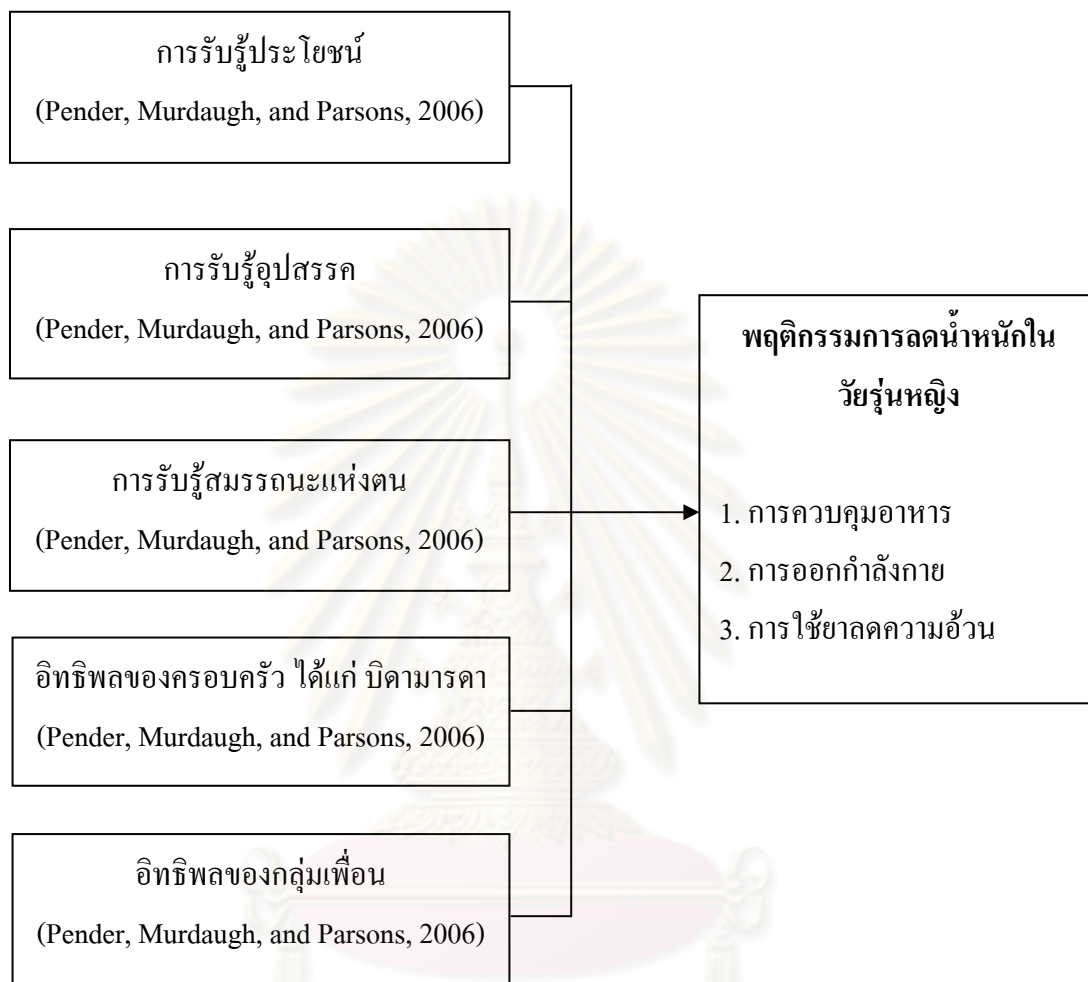 การรับรู้ประโยชน์
(Pender, Murdaugh, and Parsons, 2006)
การรับรู้อุปสรรค
(Pender, Murdaugh, and Parsons, 2006)
การรับรู้สมรรถนะแห่งตน
(Pender, Murdaugh, and Parsons, 2006)
อิทธิพลของครอบครัว ได้แก่ บิดามารดา
(Pender, Murdaugh, and Parsons, 2006)
อิทธิพลของกลุ่มเพื่อน
(Pender, Murdaugh, and Parsons, 2006)
พฤติกรรมการลดน้ำหนักใน
วัยรุ่นหญิง
1. การควบคุมอาหาร
2. การออกกำลังกาย
3. การใช้ยาลดความอ้วน